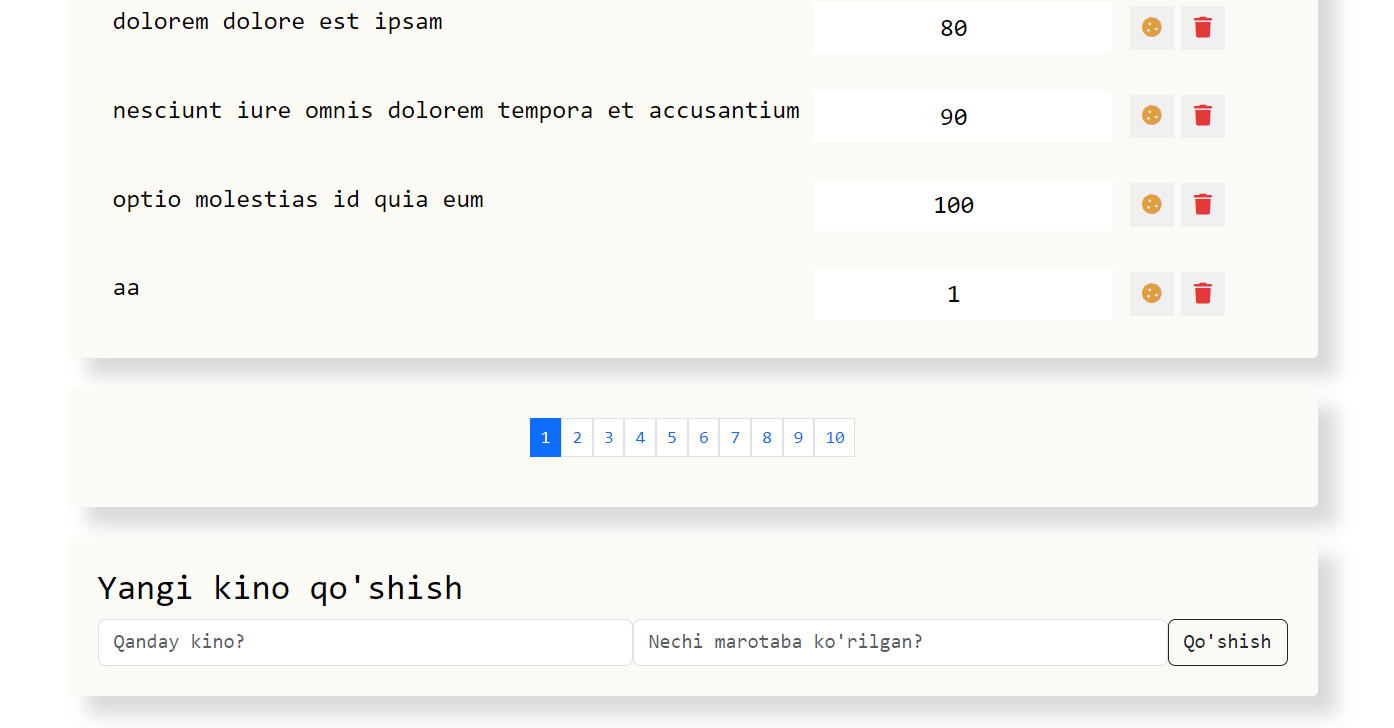 dolorem dolore est ipsam 80
nesciunt iure omnis dolorem tempora et accusantium 90
optio molestias id quia eum 100
aa 1
1 2 3 4 5 6 7 8 9 10
Yangi kino qo'shish
Qanday kino? Nechi marotaba ko'rilgan? Qo'shish